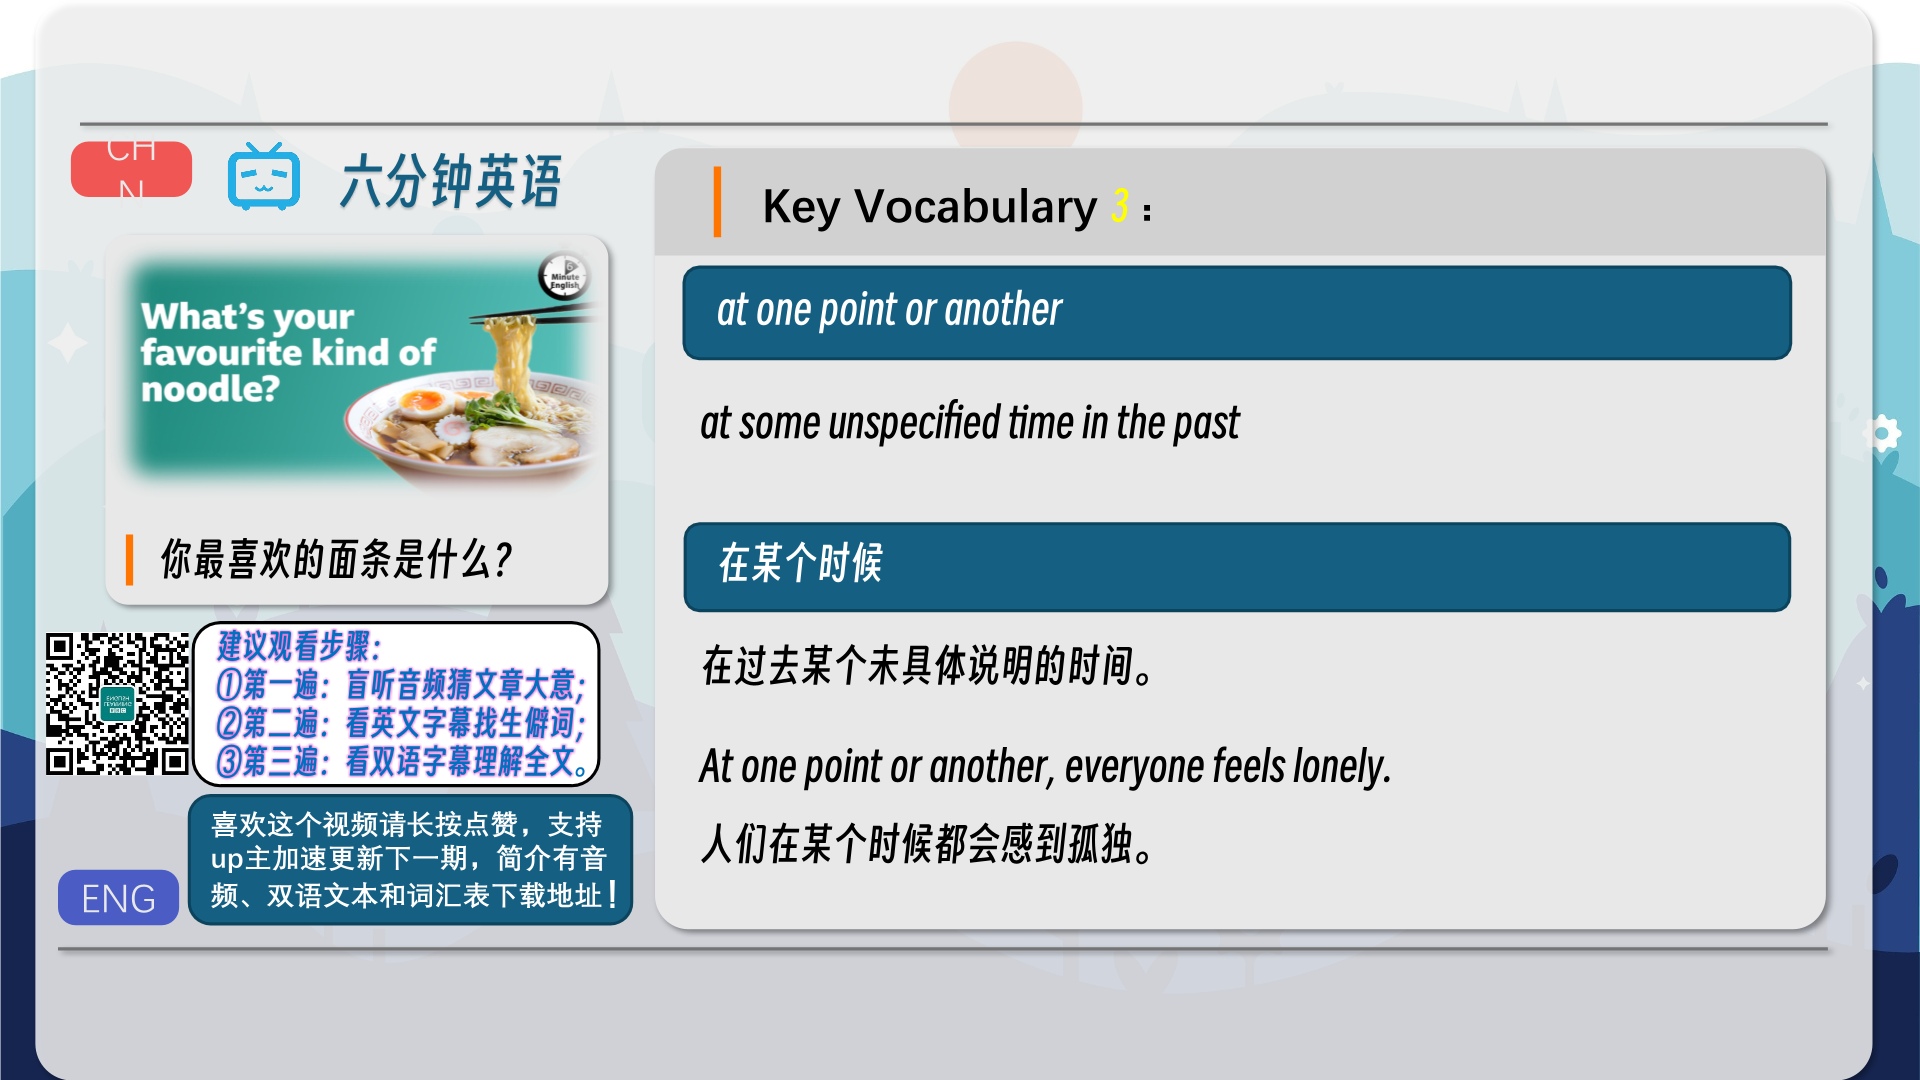 CH
N
六分钟英语
6
Minute
English
What's your
favourite kind of
noodle?
你最喜欢的面条是什么?
建议观看步骤:
①第一遍：盲听音频猜文章大意;
②第二遍：看英文字幕找生僻词;
③第三遍：看双语字幕理解全文。
喜欢这个视频请长按点赞，支持
up主加速更新下一期，简介有音
频、双语文本和词汇表下载地址！
ENG
Key Vocabulary 3：
at one point or another
at some unspecified time in the past
在某个时候
在过去某个未具体说明的时间。
At one point or another, everyone feels lonely.
人们在某个时候都会感到孤独。